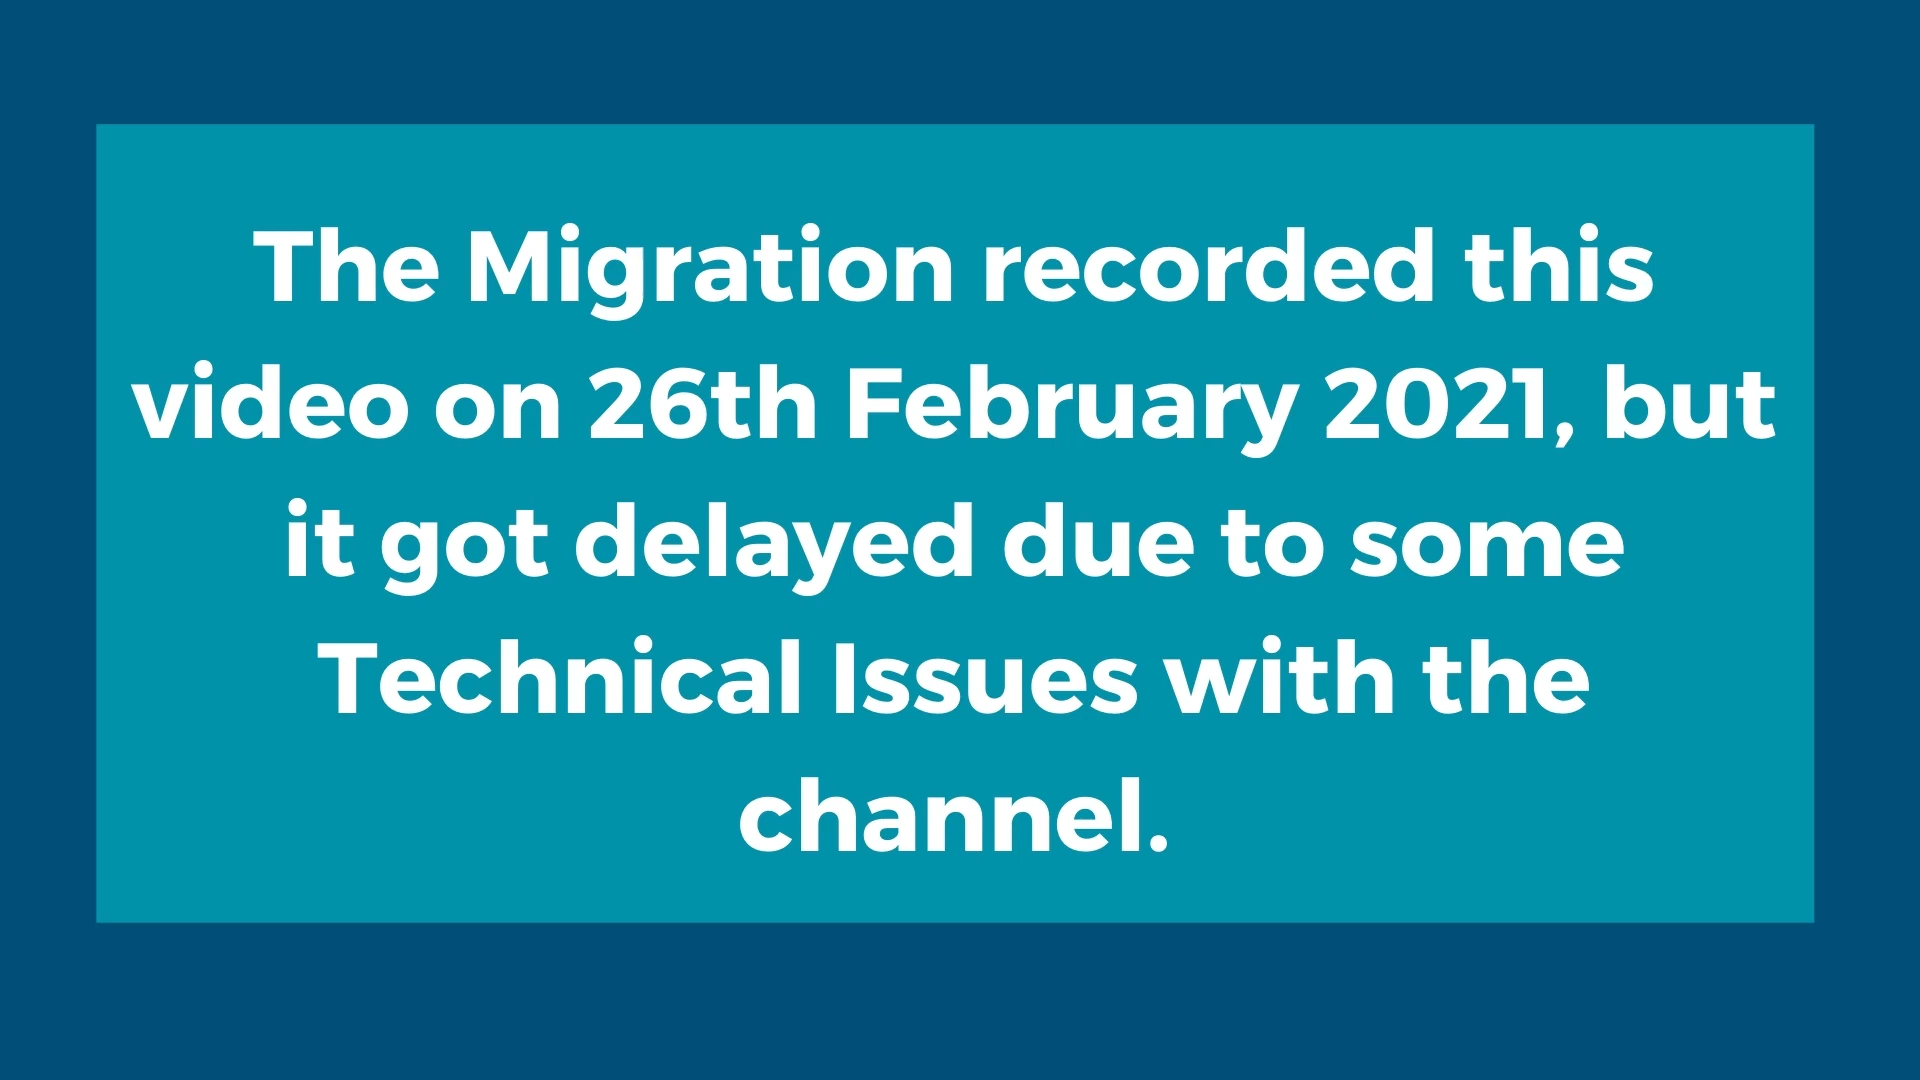 The Migration recorded this
video on 26th February 2021, but
it got delayed due to some
Technical Issues with the
channel.